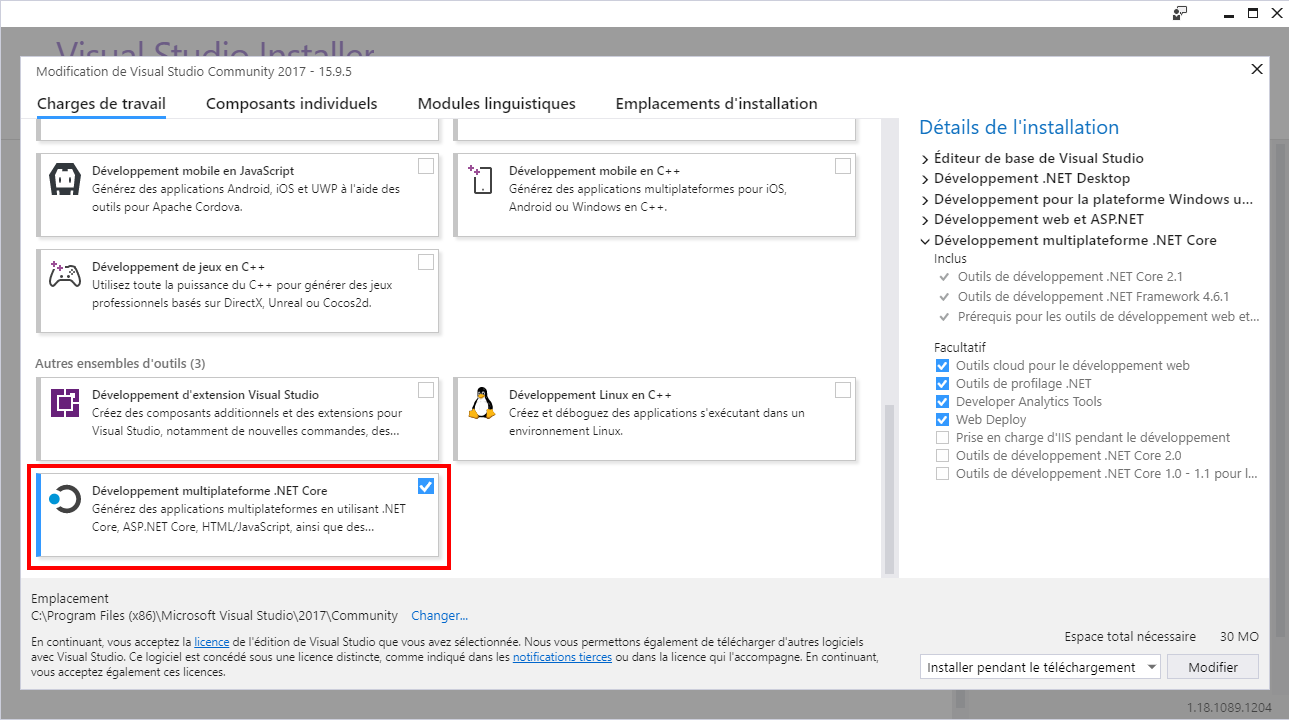 Visual Studio Installer
Modification de Visual Studio Community 2017 - 15.9.5
Charges de travail
Composants individuels
Modules linguistiques
Emplacements d'installation
Développement mobile en JavaScript
Générez des applications Android, iOS et UWP à l'aide des
outils pour Apache Cordova.
Développement mobile en C++
Générez des applications multiplateformes pour iOS,
Android ou Windows en C++.
Développement de jeux en C++
Utilisez toute la puissance du C++ pour générer des jeux
professionnels basés sur DirectX, Unreal ou Cocos2d.
Autres ensembles d'outils (3)
Développement d'extension Visual Studio
Créez des composants additionnels et des extensions pour
Visual Studio, notamment de nouvelles commandes, des...
Développement Linux en C++
Créez et déboguez des applications s'exécutant dans un
environnement Linux.
Développement multiplateforme .NET Core
Générez des applications multiplateformes en utilisant .NET
Core, ASP.NET Core, HTML/JavaScript, ainsi que des...
Détails de l'installation
Éditeur de base de Visual Studio
Développement .NET Desktop
Développement pour la plateforme Windows u...
Développement web et ASP.NET
Développement multiplateforme .NET Core
Inclus
Outils de développement .NET Core 2.1
Outils de développement .NET Framework 4.6.1
Prérequis pour les outils de développement web et...
Facultatif
Outils cloud pour le développement web
Outils de profilage .NET
Developer Analytics Tools
Web Deploy
Prise en charge d'IIS pendant le développement
Outils de développement .NET Core 2.0
Outils de développement .NET Core 1.0 - 1.1 pour l...
Emplacement
C:\Program Files (x86)\Microsoft Visual Studio\2017\Community
Changer...
En continuant, vous acceptez la licence de l'édition de Visual Studio que vous avez sélectionnée. Nous vous permettons également de télécharger d'autres logiciels
avec Visual Studio. Ce logiciel est concédé sous une licence distincte, comme indiqué dans les notifications tierces ou dans la licence qui l'accompagne. En continuant,
vous acceptez également ces licences.
Espace total nécessaire 30 MO
Installer pendant le téléchargement
Modifier
1.18.1089.1204